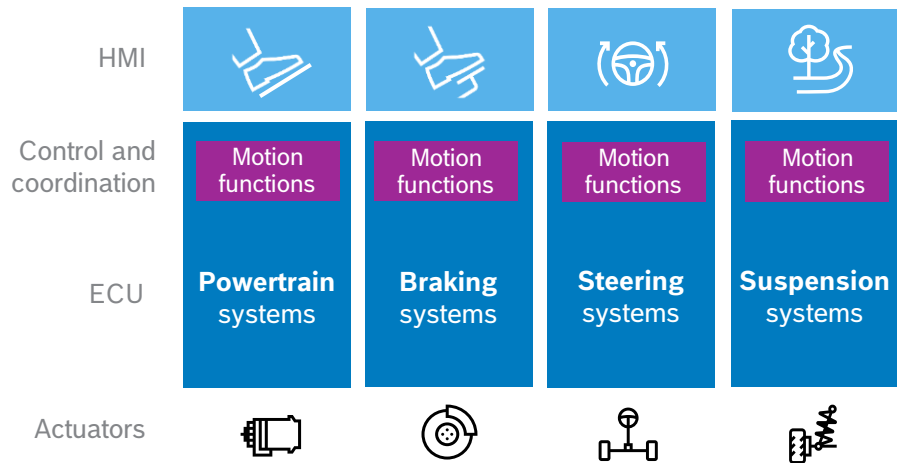 HMI
Control and
coordination
Motion
functions
Motion
functions
Motion
functions
Motion
functions
ECU
Powertrain
systems
Braking
systems
Steering
systems
Suspension
systems
Actuators